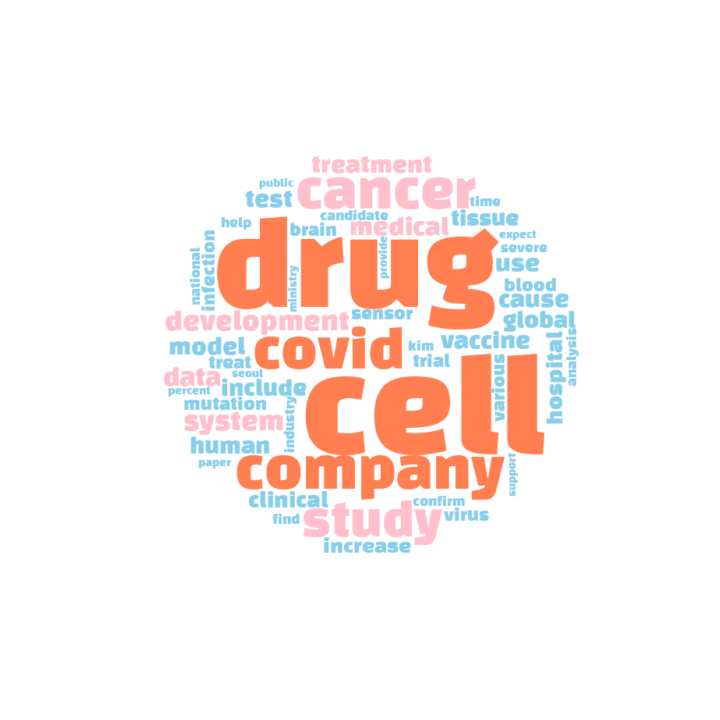 treatment
public
cancer
test
time
candidate
tissue
help
brain
medical
expect
drug
severe
provide
national
infection
use
ministry
blood
cause
sensor
development
global
covid
vaccine
model
kim
treat
trial
analysis
hospital
data
seoul
cell
various
percent
include
mutation
system
industry
human
company
paper
support
clinical
confirm
study
find
virus
increase